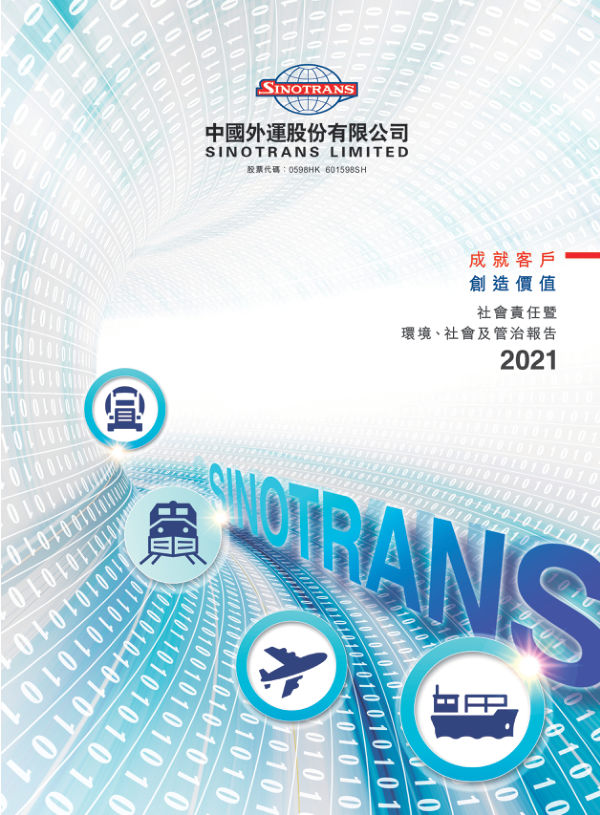 SINOTRANS
中國外運股份有限公司
SINOTRANS LIMITED
股票代碼：0598HK 601598SH
成就客戶
創造價值
社會責任暨
環境、社會及管治報告
2021
SINOTRANS